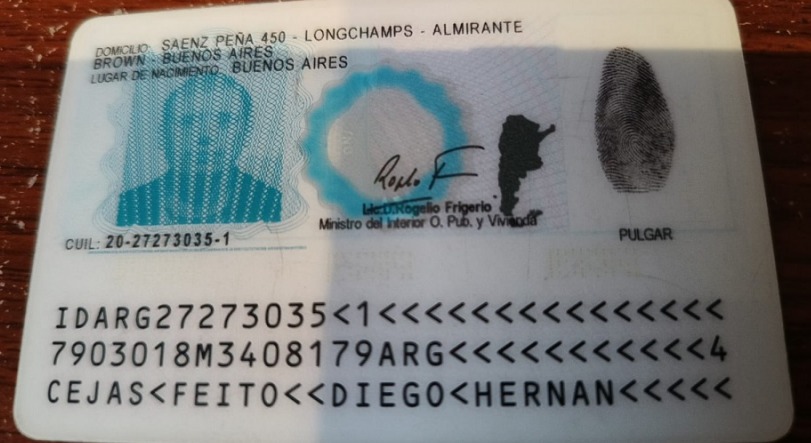 DOMICILIO: SAENZ PEÑA 450 - LONGCHAMPS - ALMIRANTE
BROWN - BUENOS AIRES
LUGAR DE NACIMIENTO: BUENOS AIRES
Lic. Rogelio Frigerio
Ministro del Interior O. Pub. y Vivienda
CUIL: 20-27273035-1
PULGAR
IDARG27273035<1<<<<<<<<<<<<<<<
7903018M3408179ARG<<<<<<<<<<<4
CEJAS<FEITO<<DIEGO<HERNAN<<<<<